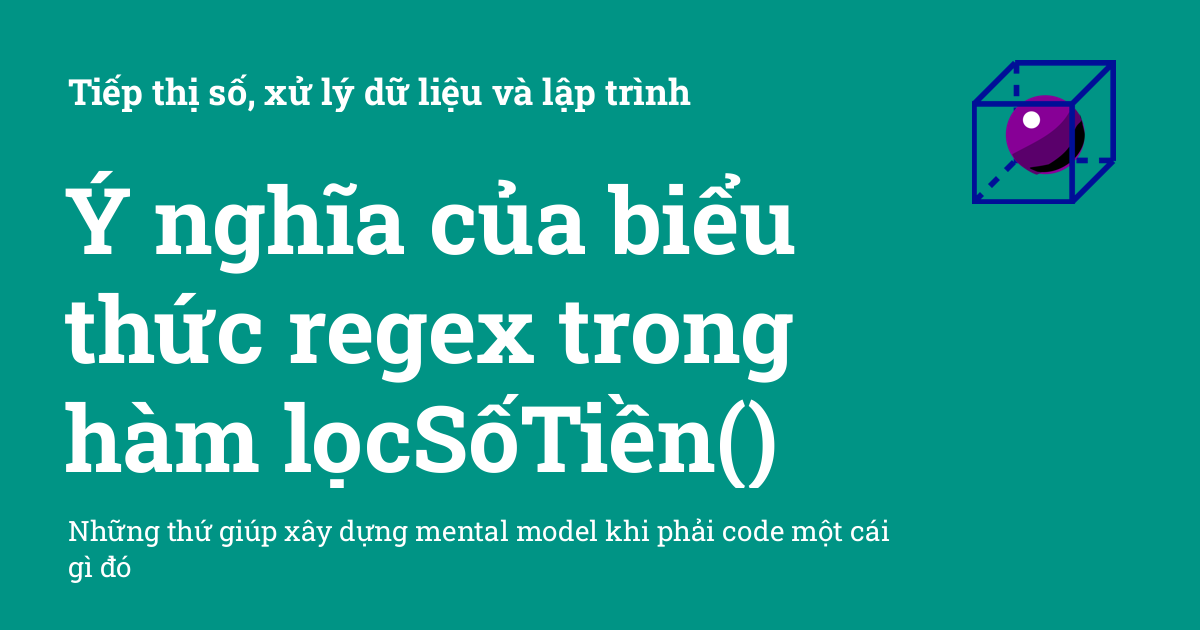 Tiếp thị số, xử lý dữ liệu và lập trình
Ý nghĩa của biểu
thức regex trong
hàm lọcSốTiền()
Những thứ giúp xây dựng mental model khi phải code một cái
gì đó